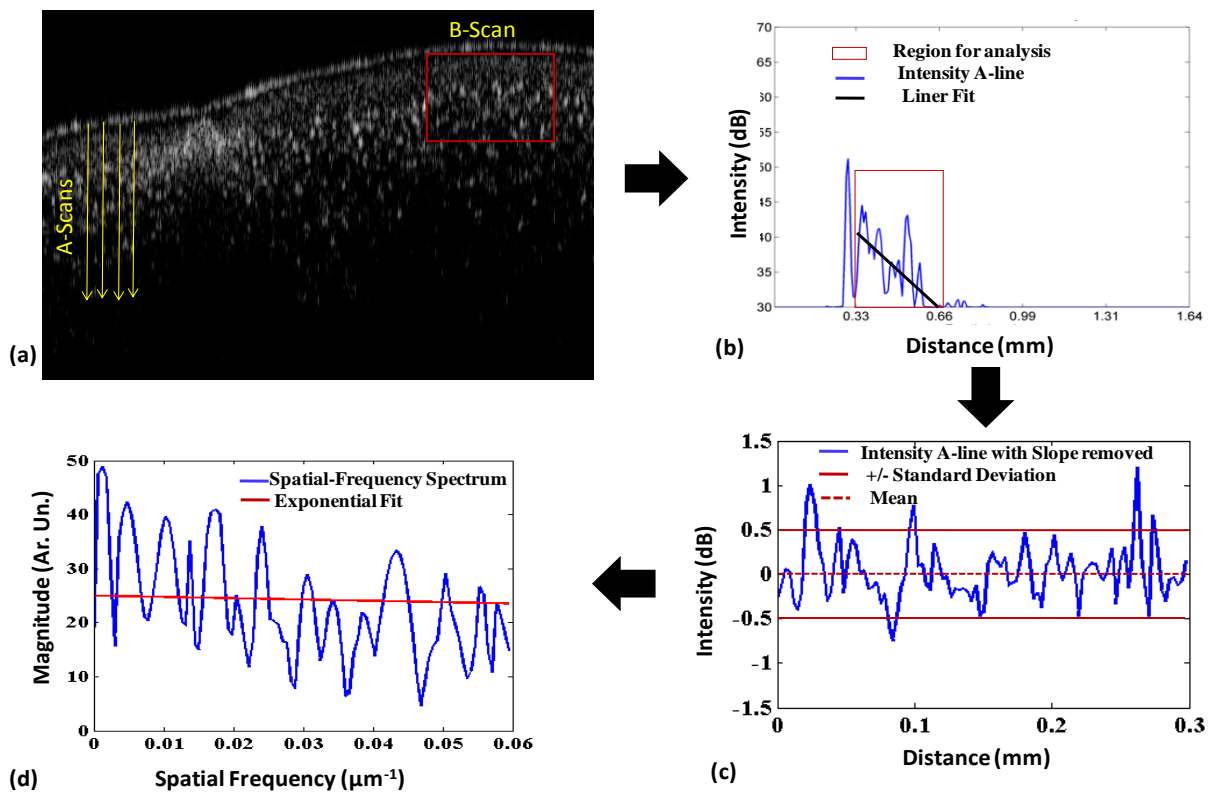 B-Scan
A-Scans
(a)
70
65
60
55
50
45
40
35
30
0.33
0.66
0.99
1.31
1.64
Intensity (dB)
Region for analysis
Intensity A-line
Liner Fit
Distance (mm)
(b)
50
40
30
20
10
0
0
0.01
0.02
0.03
0.04
0.05
0.06
Magnitude (Ar. Un.)
Spatial-Frequency Spectrum
Exponential Fit
Spatial Frequency (µm-1)
(d)
1.5
1
0.5
0
-0.5
-1
-1.5
0
0.1
0.2
0.3
Intensity (dB)
Intensity A-line with Slope removed
+/- Standard Deviation
Mean
Distance (mm)
(c)